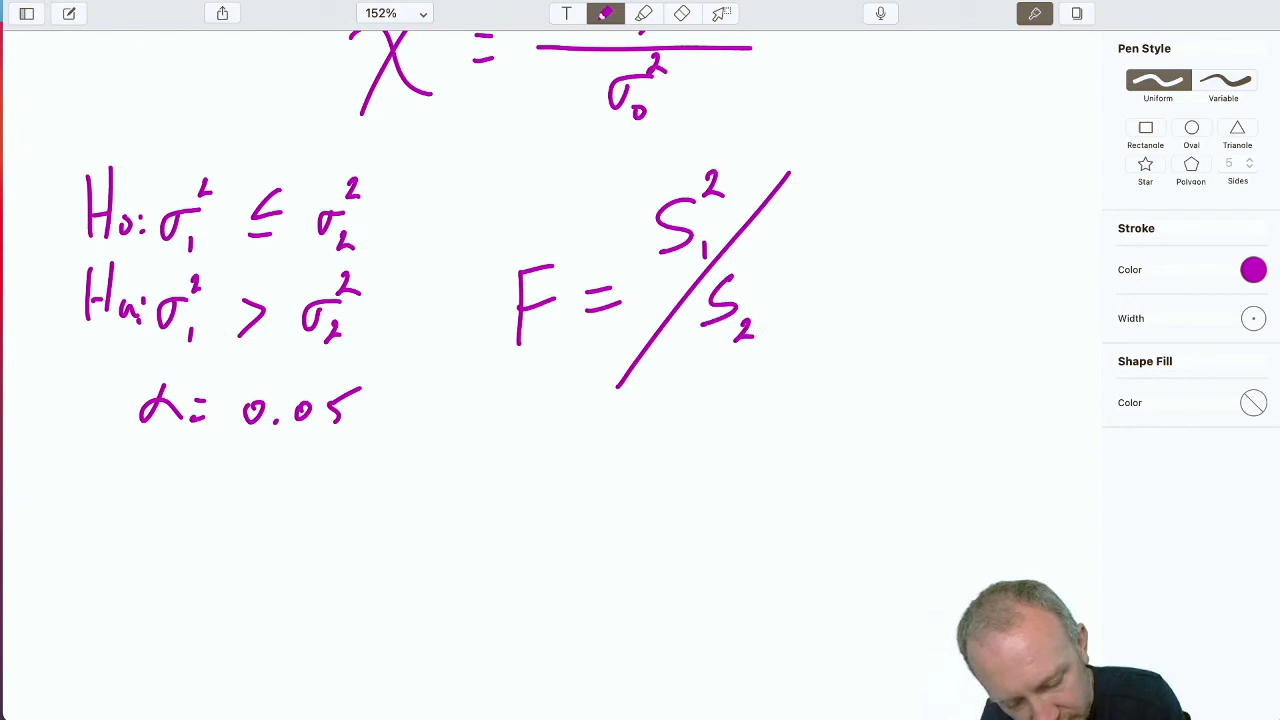 152%
Pen Style
Uniform Variable
Rectangle Oval Triangle
Star Polygon 5 Sides
Stroke
Color
Width
Shape Fill
Color
χ = / σ₀²
H₀: σ₁² ≤ σ₂²
Ha: σ₁² > σ₂²
α = 0.05
F = S₁² / S₂